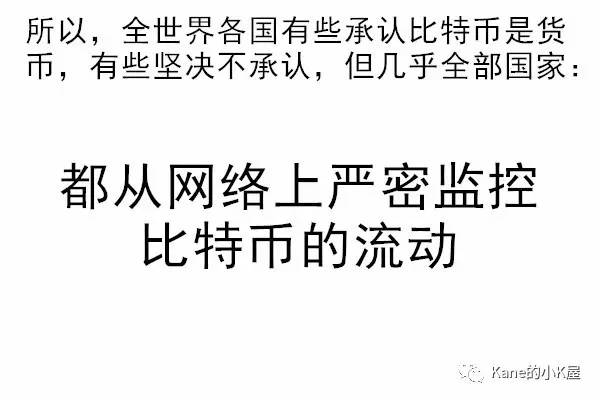 所以，全世界各国有些承认比特币是货
币，有些坚决不承认，但几乎全部国家：
都从网络上严密监控
比特币的流动
Kane的小K屋